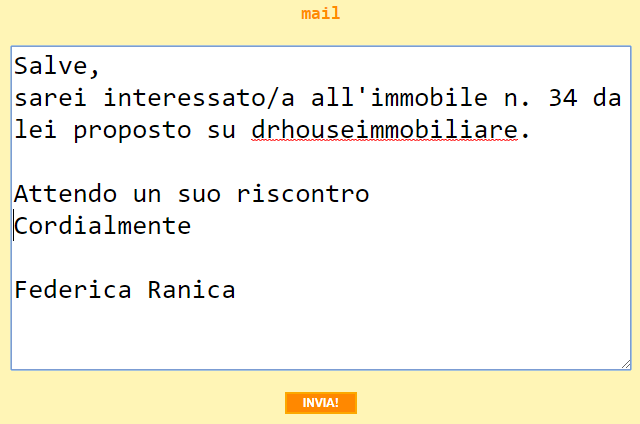 mail
Salve,
sarei interessato/a all'immobile n. 34 da
lei proposto su drhouseimmobiliare.
Attendo un suo riscontro
Cordialmente
Federica Ranica
INVIA!